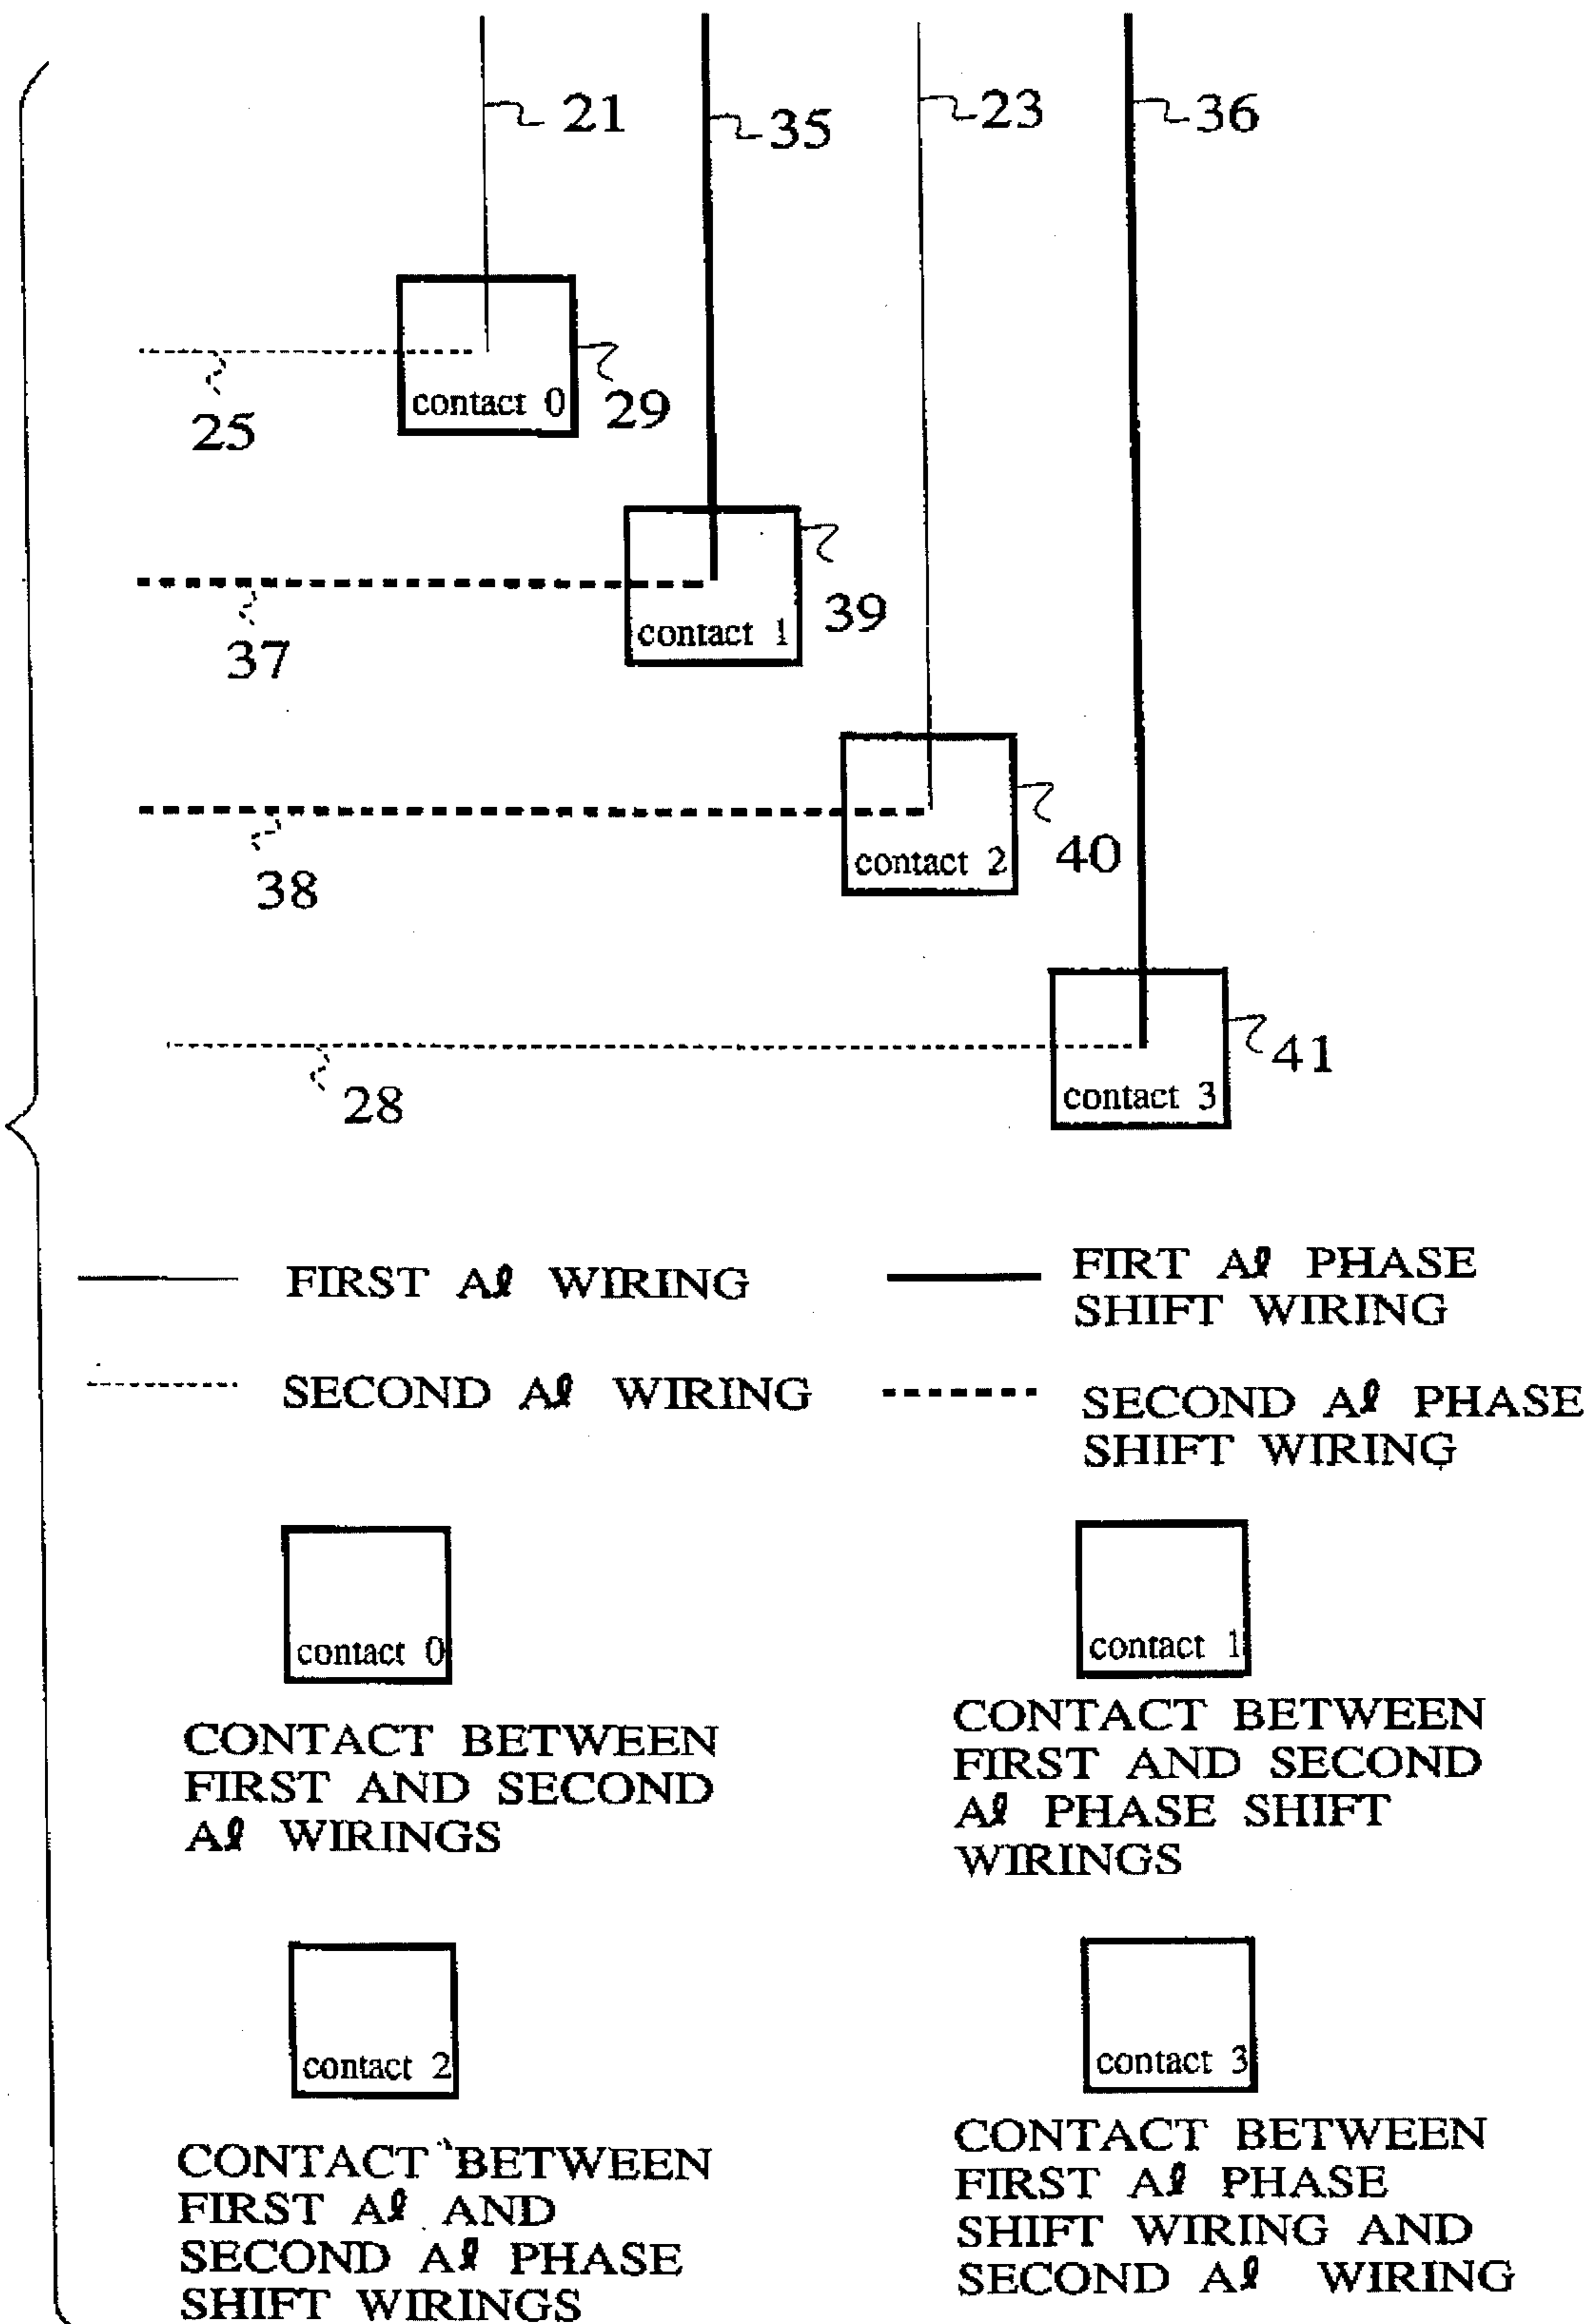 21
35
23
36
25
contact 0
29
37
contact 1
39
38
contact 2
40
28
contact 3
41
FIRST Aℓ WIRING
FIRT Aℓ PHASE
SHIFT WIRING
SECOND Aℓ WIRING
SECOND Aℓ PHASE
SHIFT WIRING
contact 0
CONTACT BETWEEN
FIRST AND SECOND
Aℓ WIRINGS
contact 1
CONTACT BETWEEN
FIRST AND SECOND
Aℓ PHASE SHIFT
WIRINGS
contact 2
CONTACT BETWEEN
FIRST Aℓ AND
SECOND Aℓ PHASE
SHIFT WIRINGS
contact 3
CONTACT BETWEEN
FIRST Aℓ PHASE
SHIFT WIRING AND
SECOND Aℓ WIRING